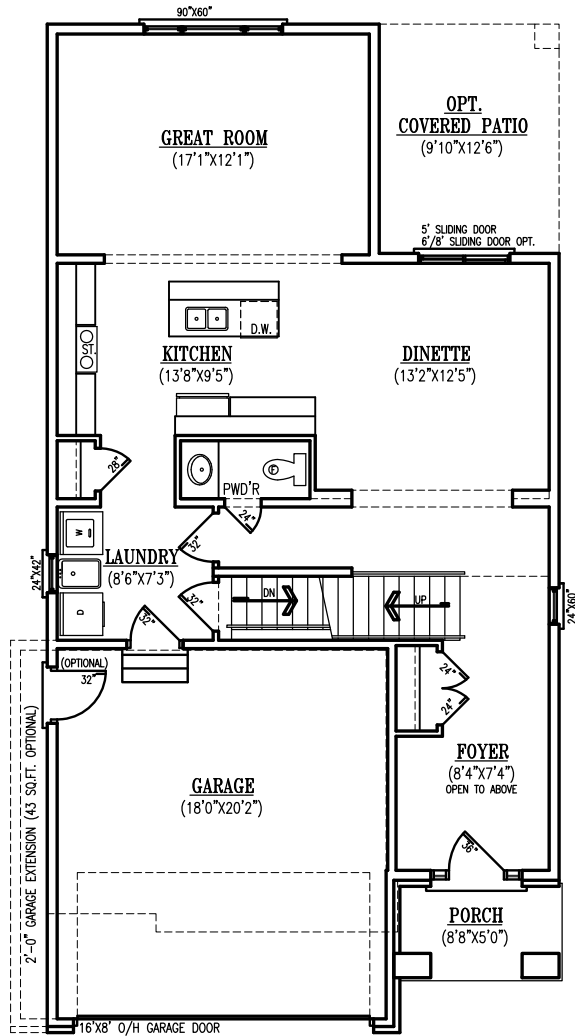 90"X60"
GREAT ROOM
(17'1"X12'1")
OPT.
COVERED PATIO
(9'10"X12'6")
5' SLIDING DOOR
6'/8' SLIDING DOOR OPT.
D.W.
ST.
KITCHEN
(13'8"X9'5")
DINETTE
(13'2"X12'5")
28"
F
PWD'R
24"
W
LAUNDRY
(8'6"X7'3")
32"
24"X42"
D
32"
32"
DN
UP
24"X60"
(OPTIONAL)
32"
24"
24"
2'-0" GARAGE EXTENSION (43 SQ.FT. OPTIONAL)
GARAGE
(18'0"X20'2")
FOYER
(8'4"X7'4")
OPEN TO ABOVE
36"
PORCH
(8'8"X5'0")
16'X8' O/H GARAGE DOOR